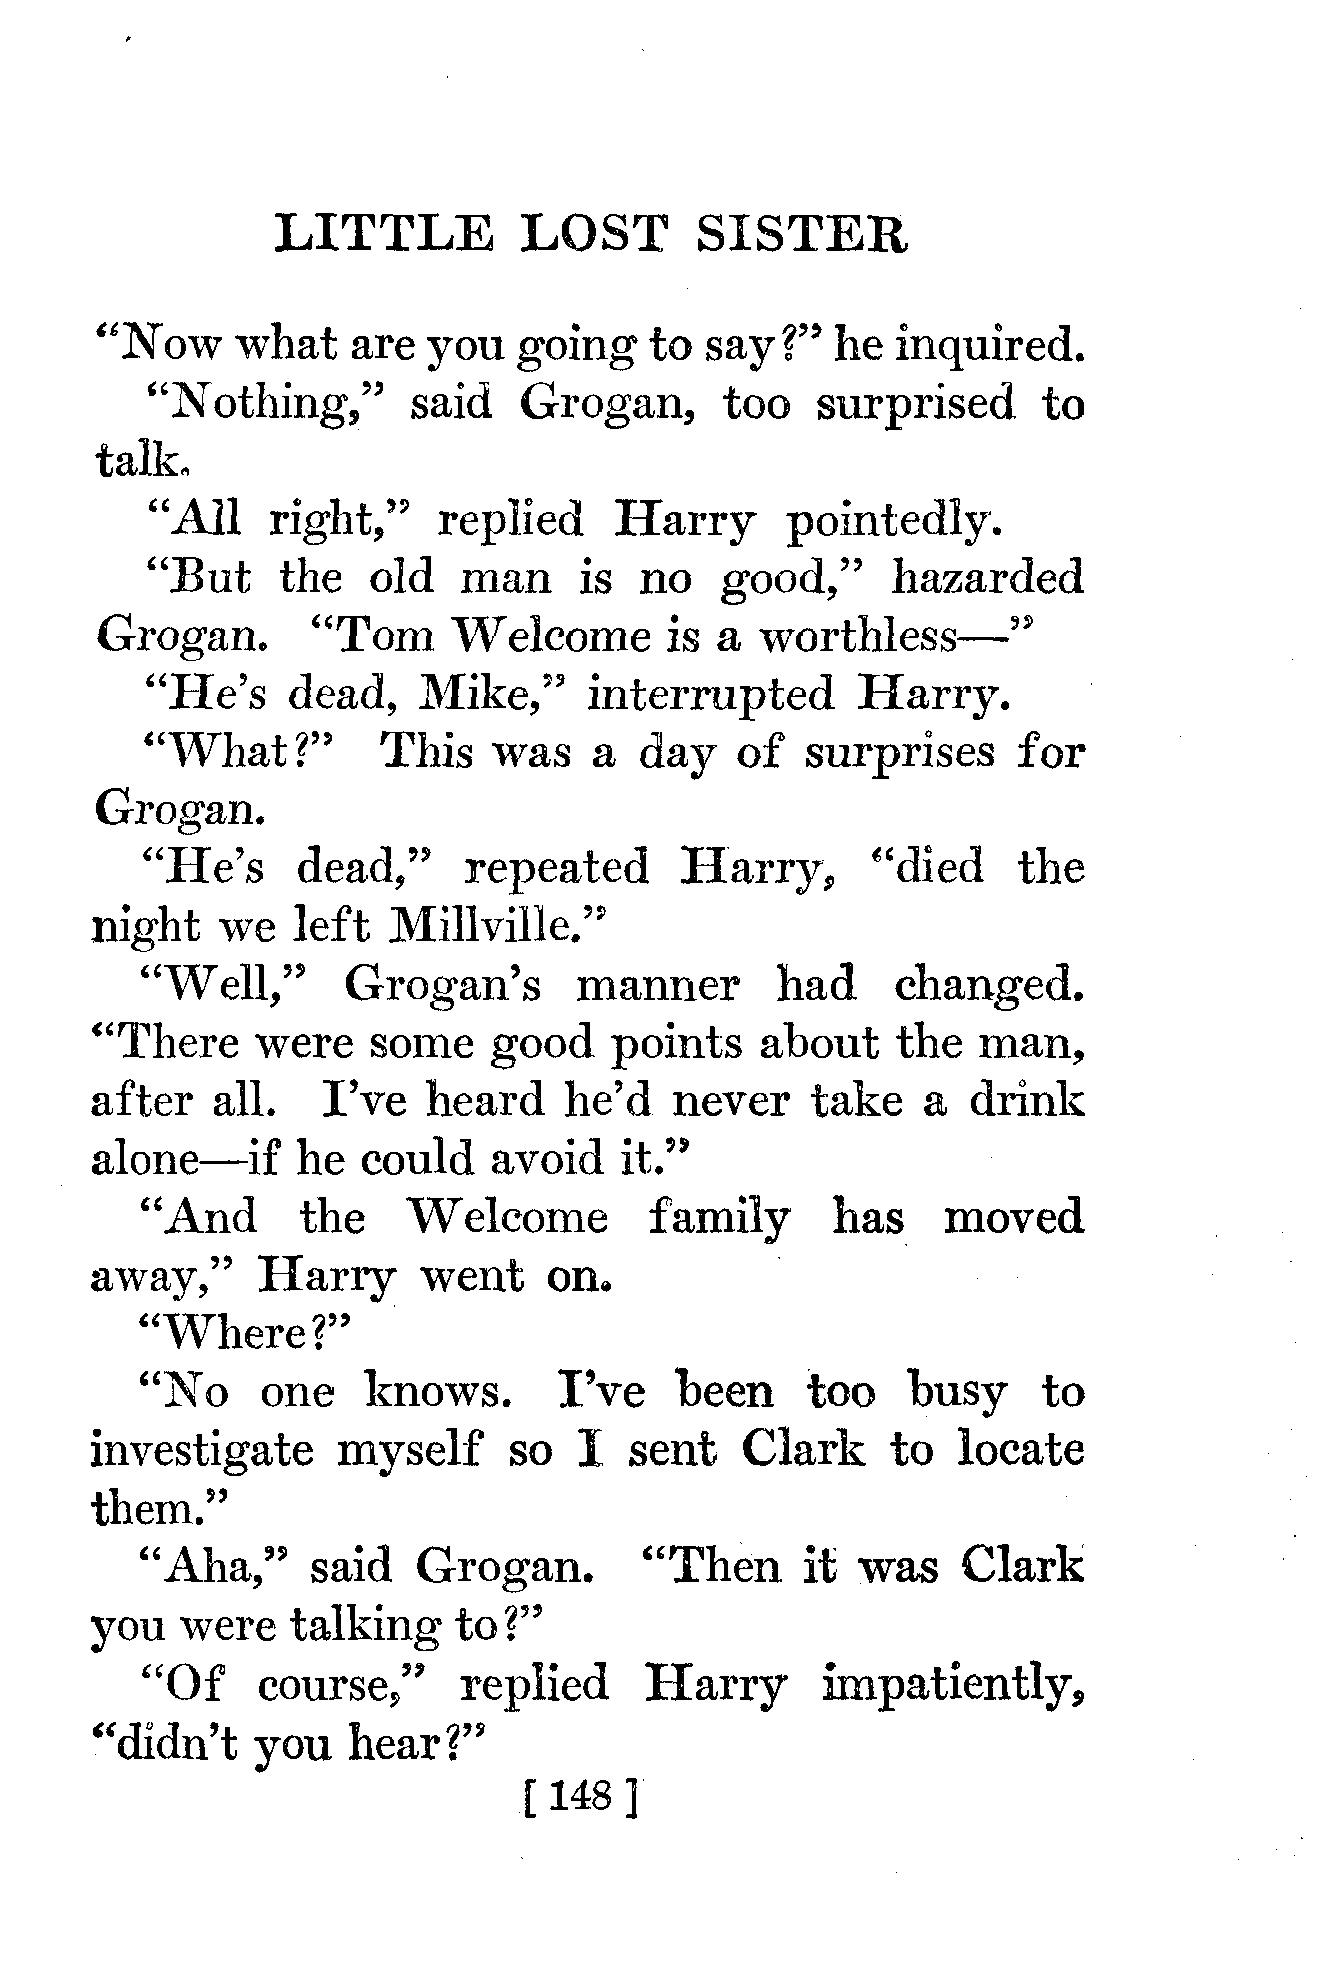 LITTLE LOST SISTER
“Now what are you going to say?” he inquired.
“Nothing,” said Grogan, too surprised to
talk.
“All right,” replied Harry pointedly.
“But the old man is no good,” hazarded
Grogan. “Tom Welcome is a worthless—”
“He’s dead, Mike,” interrupted Harry.
“What?” This was a day of surprises for
Grogan.
“He’s dead,” repeated Harry, “died the
night we left Millville.”
“Well,” Grogan’s manner had changed.
“There were some good points about the man,
after all. I’ve heard he’d never take a drink
alone—if he could avoid it.”
“And the Welcome family has moved
away,” Harry went on.
“Where?”
“No one knows. I’ve been too busy to
investigate myself so I sent Clark to locate
them.”
“Aha,” said Grogan. “Then it was Clark
you were talking to?”
“Of course,” replied Harry impatiently,
“didn’t you hear?”
[ 148 ]